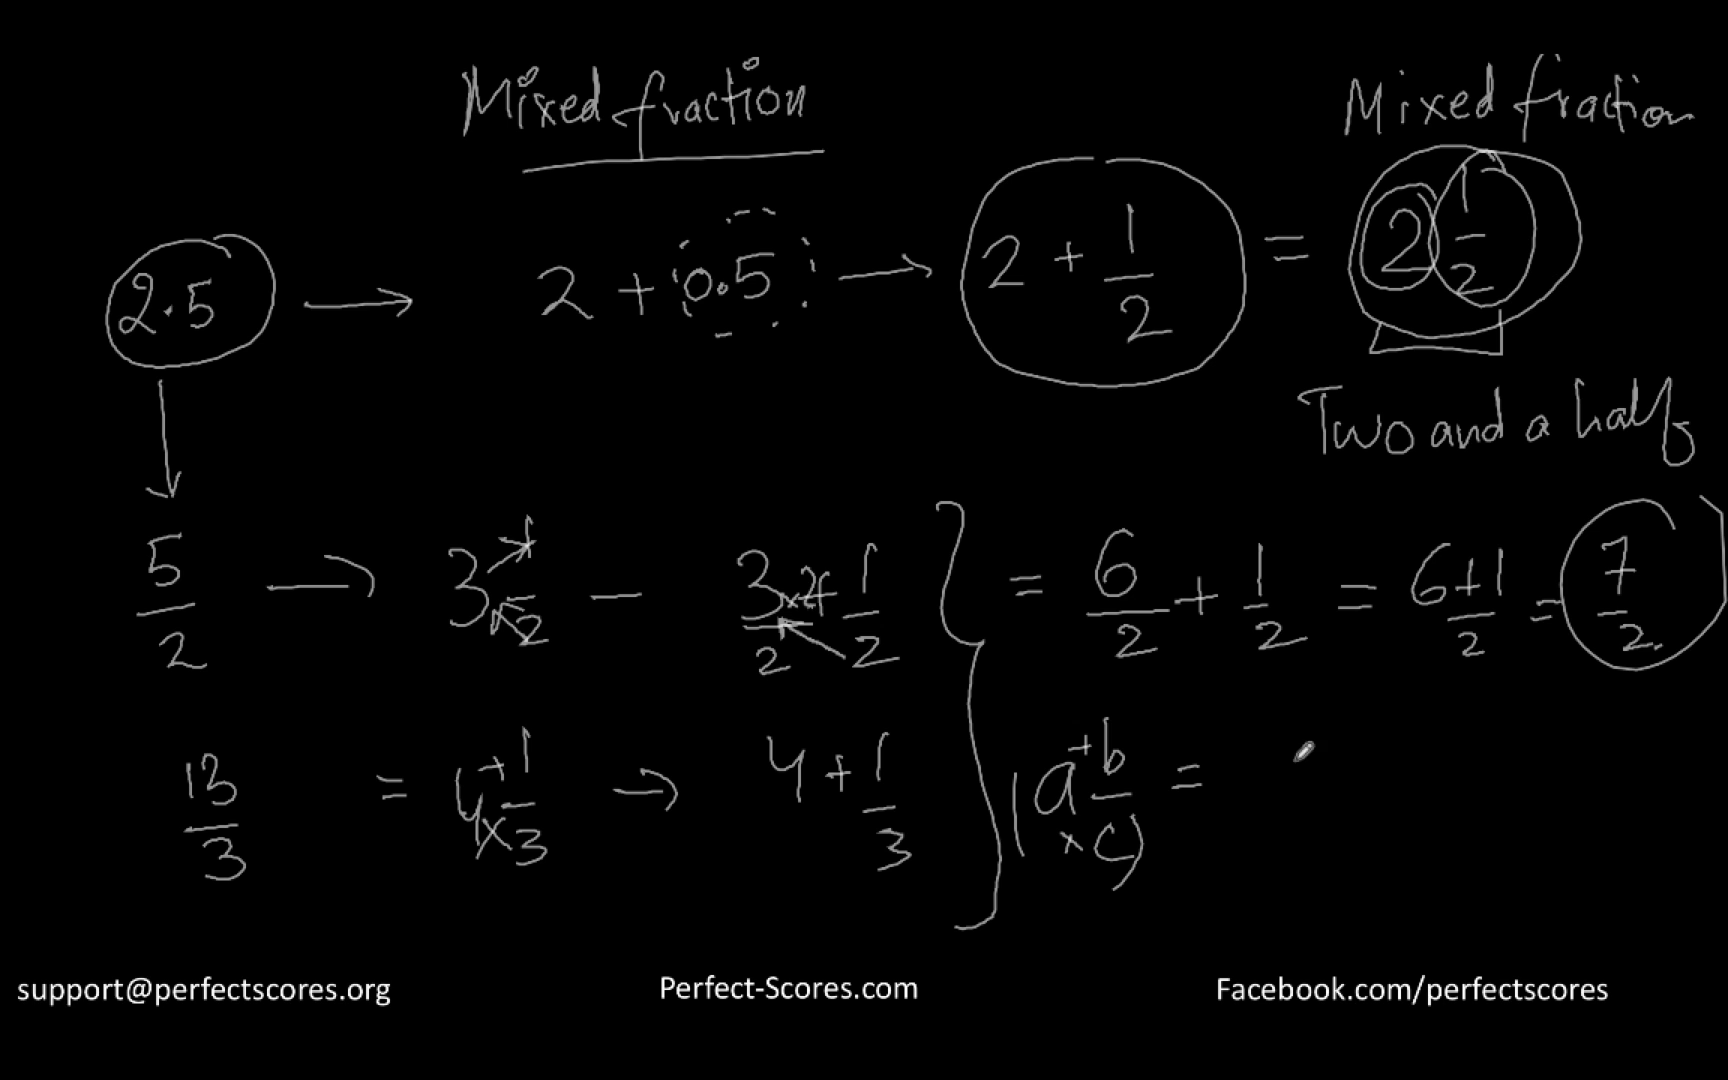 Mixed fraction Mixed fraction
2.5 → 2 + 0.5 → 2 + 1/2 = 2 1/2
Two and a half
5/2 → 3 1/2 — 3×2/2 + 1/2 } = 6/2 + 1/2 = 6+1/2 = 7/2
13/3 = 4 + 1 × 3 → 4 + 1/3 (a + b × c) =
support@perfectscores.org Perfect-Scores.com Facebook.com/perfectscores